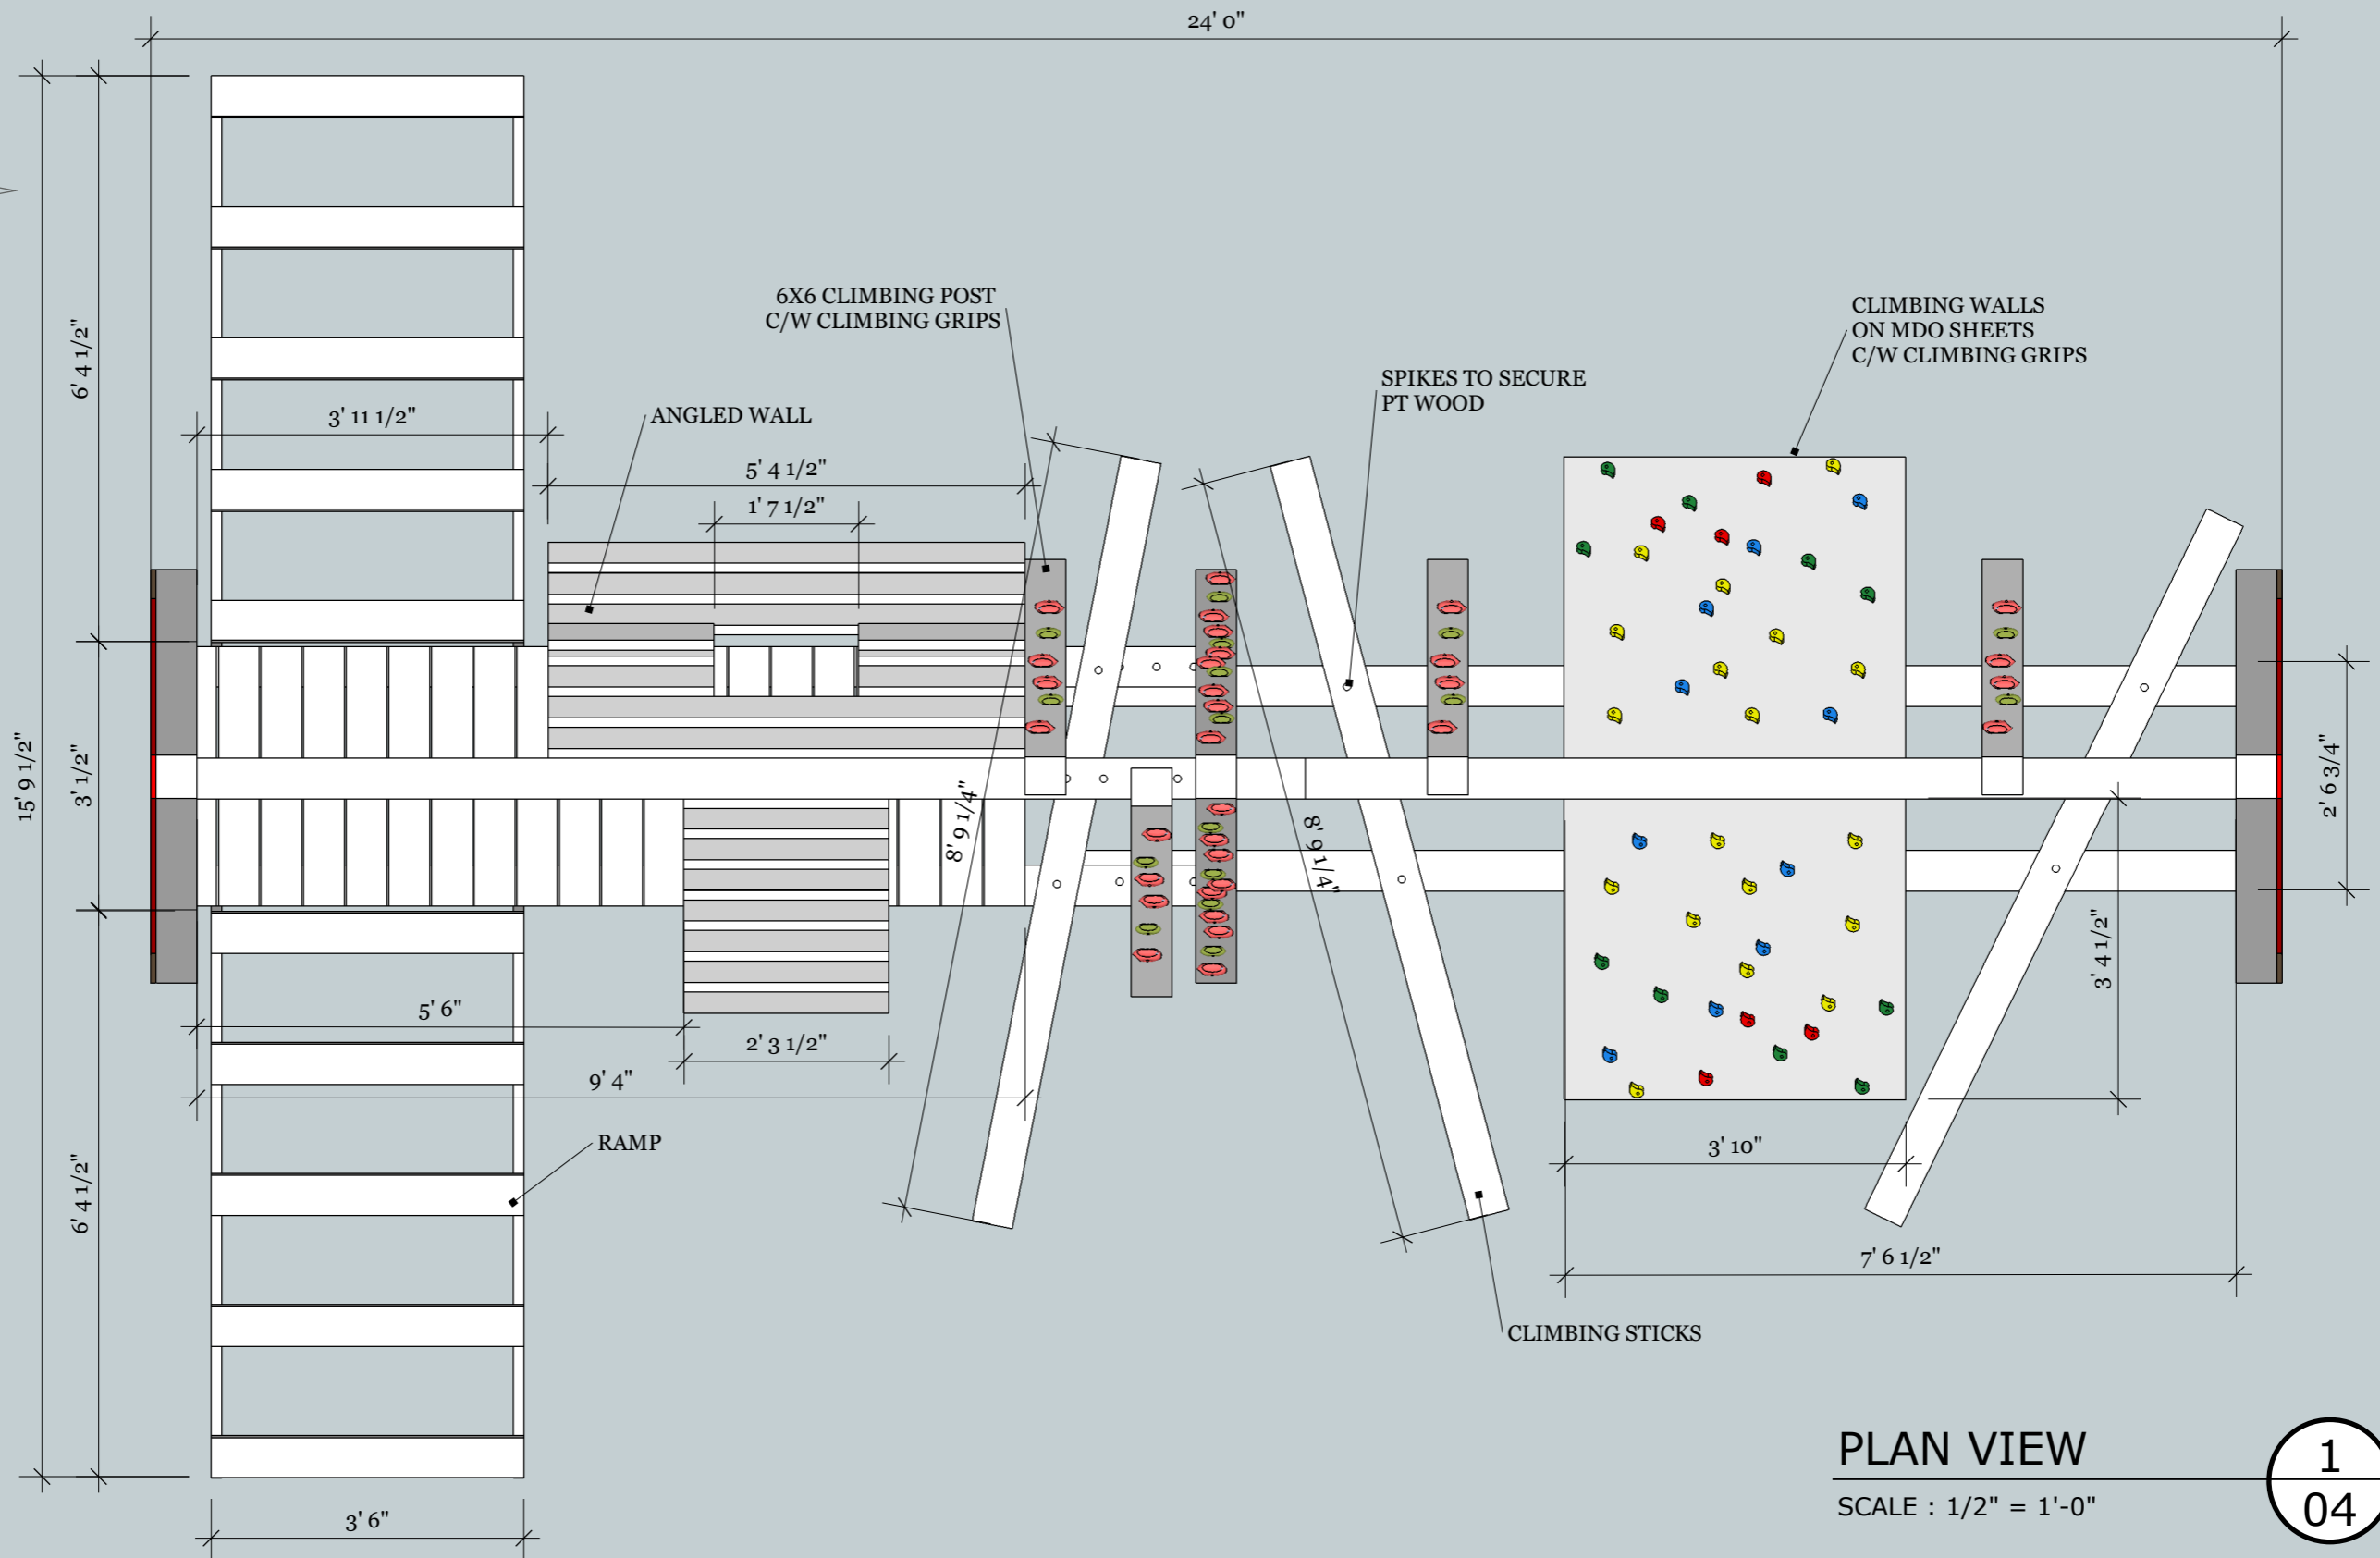 24' 0"
6X6 CLIMBING POST
C/W CLIMBING GRIPS
CLIMBING WALLS
ON MDO SHEETS
C/W CLIMBING GRIPS
SPIKES TO SECURE
PT WOOD
ANGLED WALL
3' 11 1/2"
5' 4 1/2"
1' 7 1/2"
6' 4 1/2"
15' 9 1/2"
3' 1/2"
6' 4 1/2"
8' 9 1/4"
8' 9 1/4"
2' 6 3/4"
3' 4 1/2"
5' 6"
2' 3 1/2"
9' 4"
RAMP
3' 10"
7' 6 1/2"
CLIMBING STICKS
3' 6"
PLAN VIEW
SCALE : 1/2" = 1'-0"
1
04